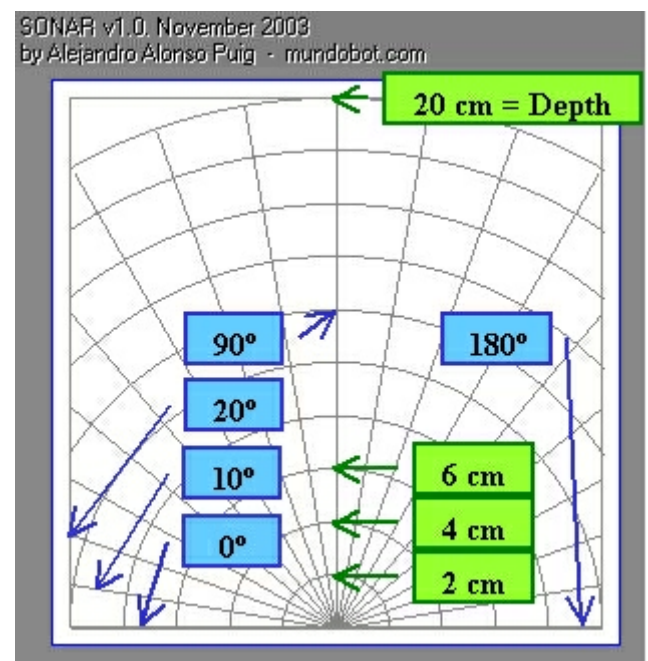 SONAR v1.0. November 2003
by Alejandro Alonso Puig - mundobot.com
20 cm = Depth
90º
180º
20º
10º
6 cm
0º
4 cm
2 cm